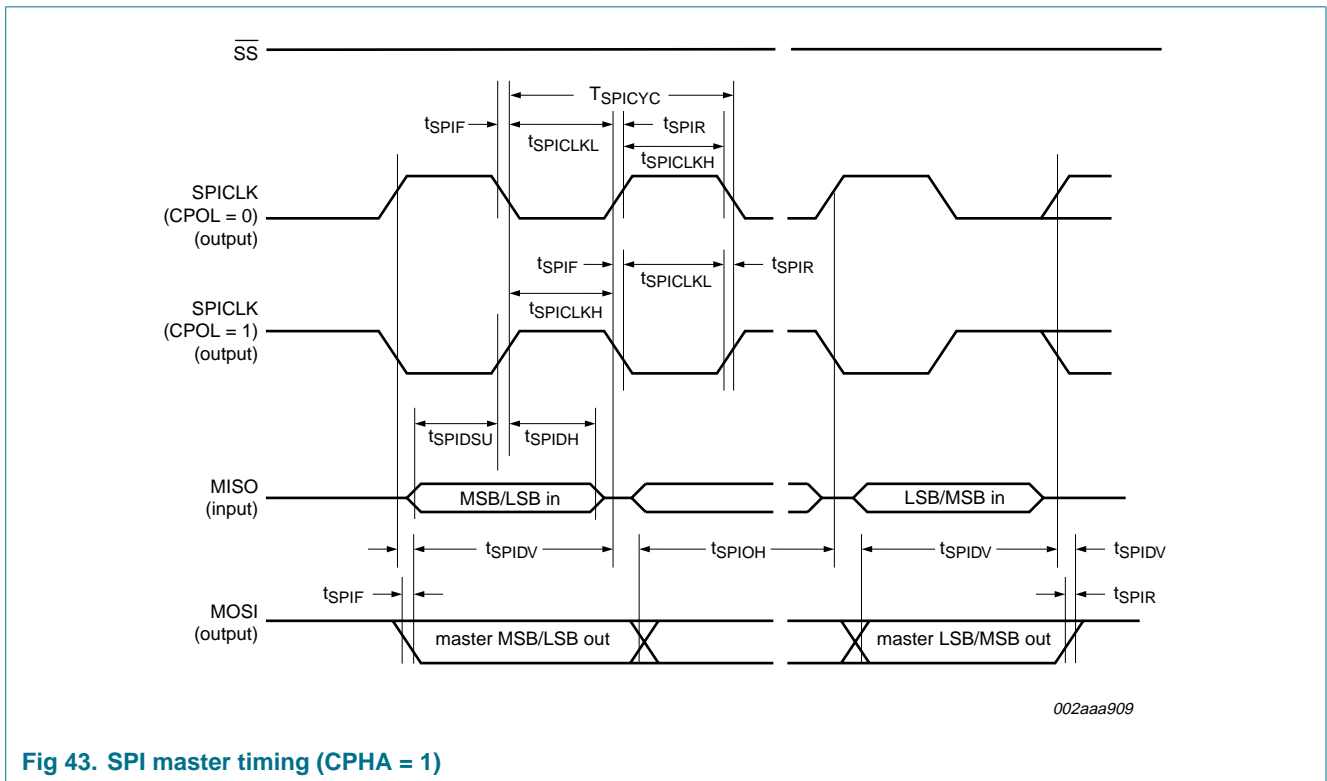 SS
TSPICYC
tSPIF
tSPIR
tSPICLKL
tSPICLKH
SPICLK
(CPOL = 0)
(output)
tSPIF
tSPICLKL
tSPIR
tSPICLKH
SPICLK
(CPOL = 1)
(output)
tSPIDSU
tSPIDH
MISO
(input)
MSB/LSB in
LSB/MSB in
tSPIDV
tSPIOH
tSPIDV
tSPIDV
tSPIF
tSPIR
MOSI
(output)
master MSB/LSB out
master LSB/MSB out
002aaa909
Fig 43. SPI master timing (CPHA = 1)